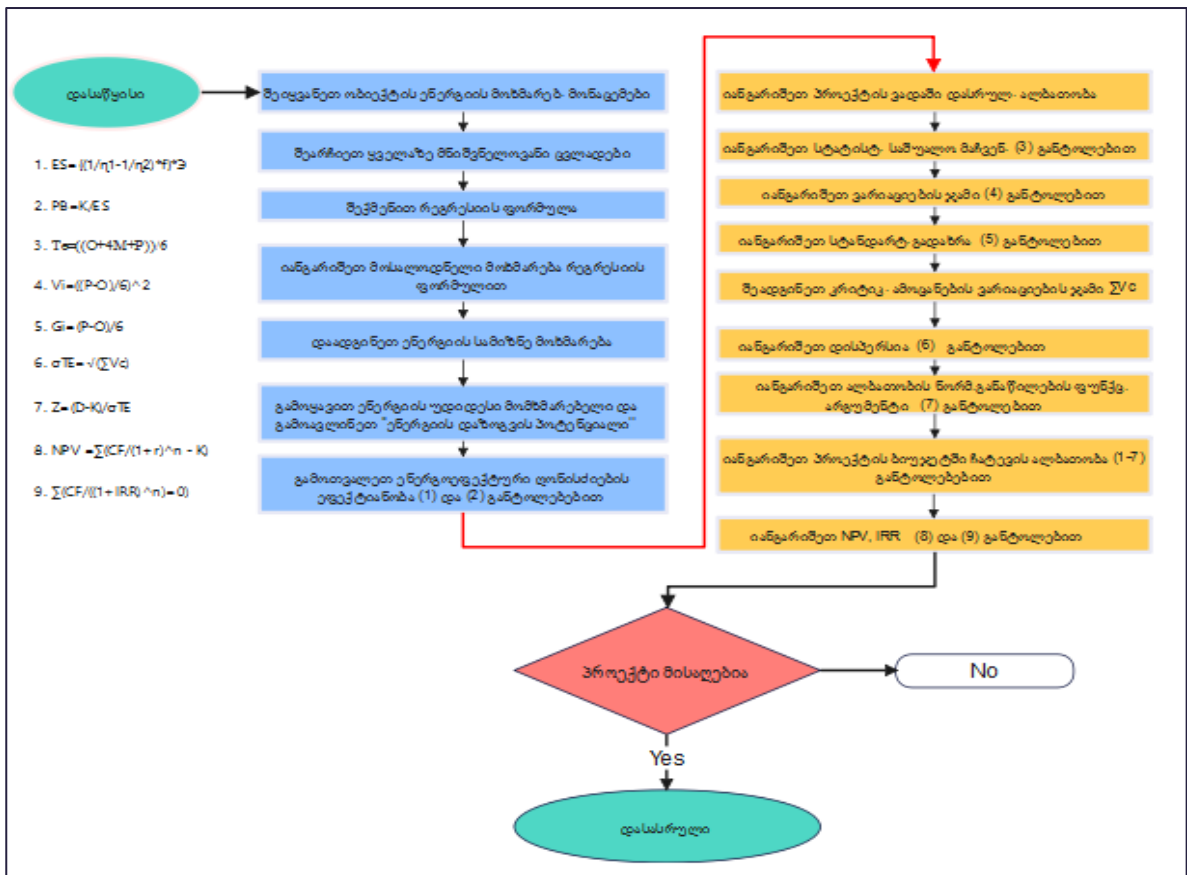 დასაწყისი
1. ES= ((1/η1-1/η2)*f)*Э
2. PB=K/ES
3. Te=((O+4M+P))/6
4. Vi=((P-O)/6)^2
5. Gi=(P-O)/6
6. σTE=√(∑Vc)
7. Z=(D-K)/σTE
8. NPV =∑(CF/(1+r)^n - K)
9. ∑(CF/((1+IRR)^n)=0)
შეიყვანეთ ობიექტის ენერგიის მოხმარებ- მონაცემები
შეარჩიეთ ყველაზე მნიშვნელოვანი ცვლადები
შექმენით რეგრესიის ფორმულა
იანგარიშეთ მოსალოდნელი მოხმარება რეგრესიის
ფორმულით
დაადგინეთ ენერგიის სამიზნე მოხმარება
გამოყავით ენერგიის უდიდესი მომხმარებელი და
გამოავლინეთ "ენერგიის დაზოგვის პოტენციალი"
გამოთვალეთ ენერგოეფექტური ღონისძიების
ეფექტიანობა (1) და (2) განტოლებებით
იანგარიშეთ პროექტის ვადაში დასრულ- ალბათობა
იანგარიშეთ სტატისტ- საშუალო მაჩვენ- (3) განტოლებით
იანგარიშეთ ვარიაციების ჯამი (4) განტოლებით
იანგარიშეთ სტანდარტ-გადახრა (5) განტოლებით
შეადგინეთ კრიტიკ- ამოცანების ვარიაციების ჯამი ∑Vc
იანგარიშეთ დისპერსია (6) განტოლებით
იანგარიშეთ ალბათობის ნორმ.განაწილების ფუნქც.
არგუმენტი (7) განტოლებით
იანგარიშეთ პროექტის ბიუჯეტში ჩატევის ალბათობა (1-7)
განტოლებებით
იანგარიშეთ NPV, IRR (8) და (9) განტოლებით
პროექტი მისაღებია
No
Yes
დასასრული